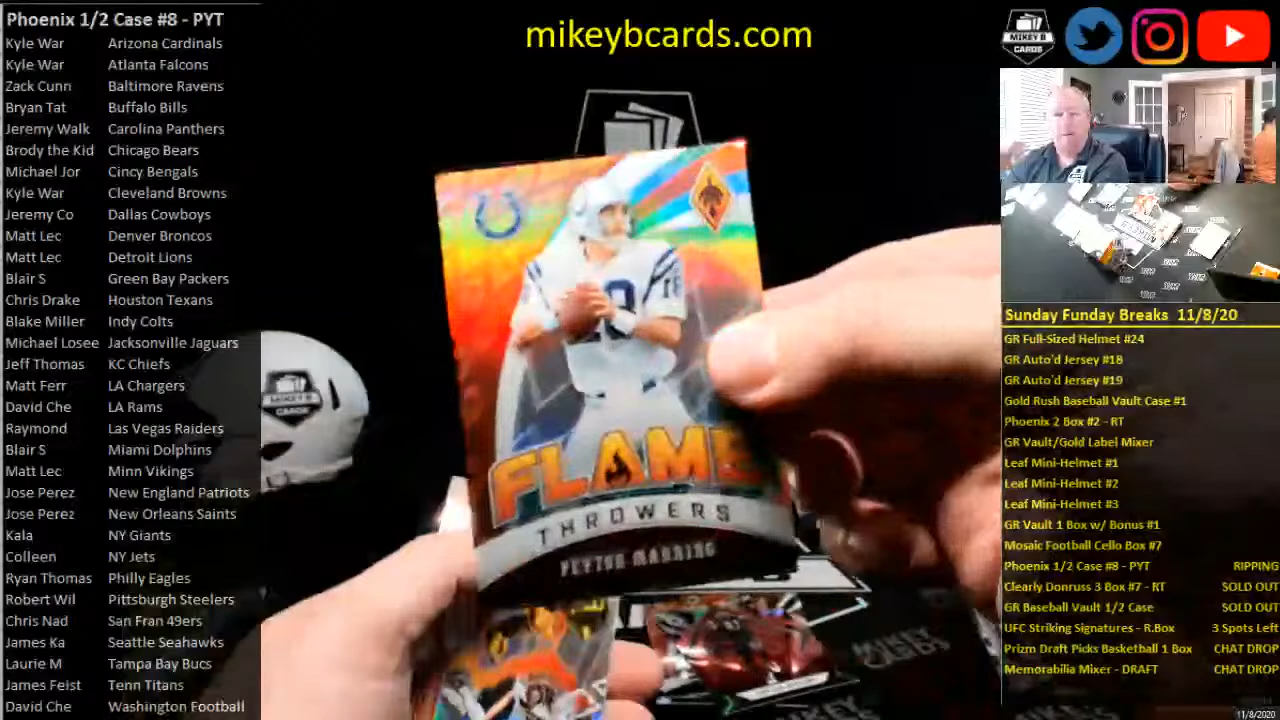 Phoenix 1/2 Case #8 - PYT
Kyle War Arizona Cardinals
Kyle War Atlanta Falcons
Zack Cunn Baltimore Ravens
Bryan Tat Buffalo Bills
Jeremy Walk Carolina Panthers
Brody the Kid Chicago Bears
Michael Jor Cincy Bengals
Kyle War Cleveland Browns
Jeremy Co Dallas Cowboys
Matt Lec Denver Broncos
Matt Lec Detroit Lions
Blair S Green Bay Packers
Chris Drake Houston Texans
Blake Miller Indy Colts
Michael Losee Jacksonville Jaguars
Jeff Thomas KC Chiefs
Matt Ferr LA Chargers
David Che LA Rams
Raymond Las Vegas Raiders
Blair S Miami Dolphins
Matt Lec Minn Vikings
Jose Perez New England Patriots
Jose Perez New Orleans Saints
Kala NY Giants
Colleen NY Jets
Ryan Thomas Philly Eagles
Robert Wil Pittsburgh Steelers
Chris Nad San Fran 49ers
James Ka Seattle Seahawks
Laurie M Tampa Bay Bucs
James Feist Tenn Titans
David Che Washington Football
mikeybcards.com
MIKEY B
CARDS
18
FLAME
THROWERS
PEYTON MANNING
MIKEY B
CARDS
Sunday Funday Breaks 11/8/20
GR Full-Sized Helmet #24
GR Auto'd Jersey #18
GR Auto'd Jersey #19
Gold Rush Baseball Vault Case #1
Phoenix 2 Box #2 - RT
GR Vault/Gold Label Mixer
Leaf Mini-Helmet #1
Leaf Mini-Helmet #2
Leaf Mini-Helmet #3
GR Vault 1 Box w/ Bonus #1
Mosaic Football Cello Box #7
Phoenix 1/2 Case #8 - PYT RIPPING
Clearly Donruss 3 Box #7 - RT SOLD OUT
GR Baseball Vault 1/2 Case SOLD OUT
UFC Striking Signatures - R.Box 3 Spots Left
Prizm Draft Picks Basketball 1 Box CHAT DROP
Memorabilia Mixer - DRAFT CHAT DROP
11/8/2020